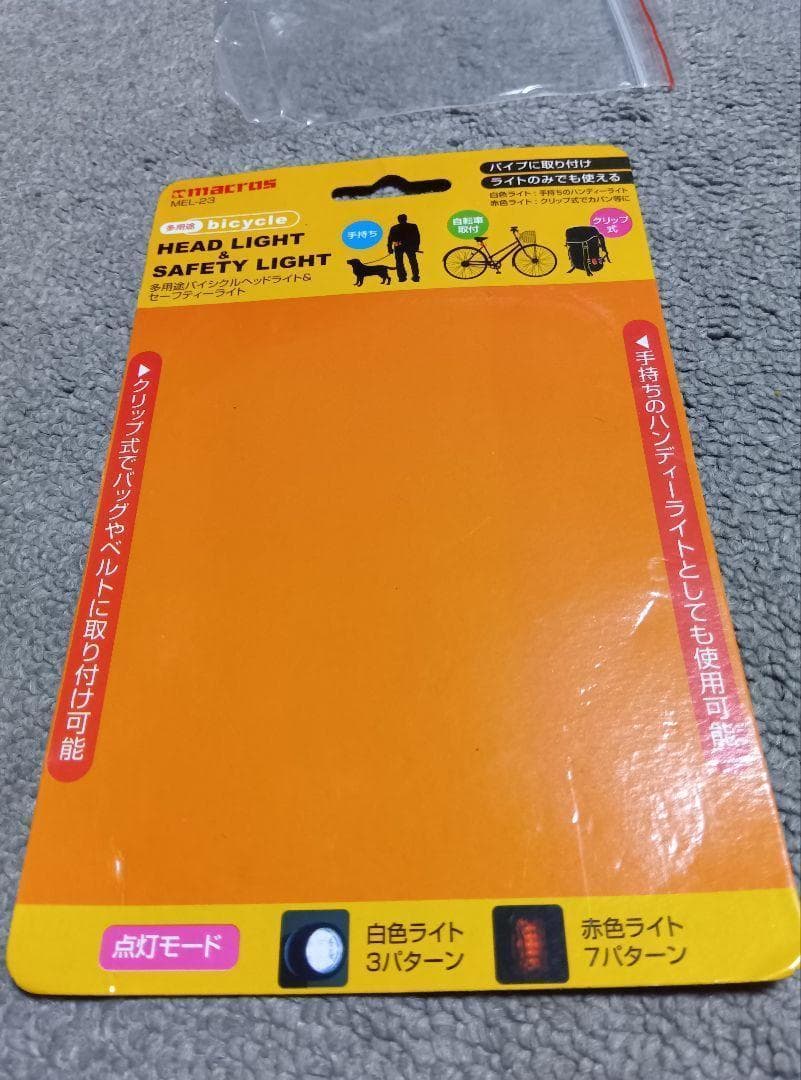 macros
MEL-23
多用途 bicycle
HEAD LIGHT
&
SAFETY LIGHT
多用途バイシクルヘッドライト&
セーフティーライト
パイプに取り付け
ライトのみでも使える
白色ライト:手持ちのハンディーライト
赤色ライト:クリップ式でカバン等に
手持ち
自転車
取付
クリップ
式
▶クリップ式でバッグやベルトに取り付け可能
◀手持ちのハンディーライトとしても使用可能
点灯モード
白色ライト
3パターン
赤色ライト
7パターン